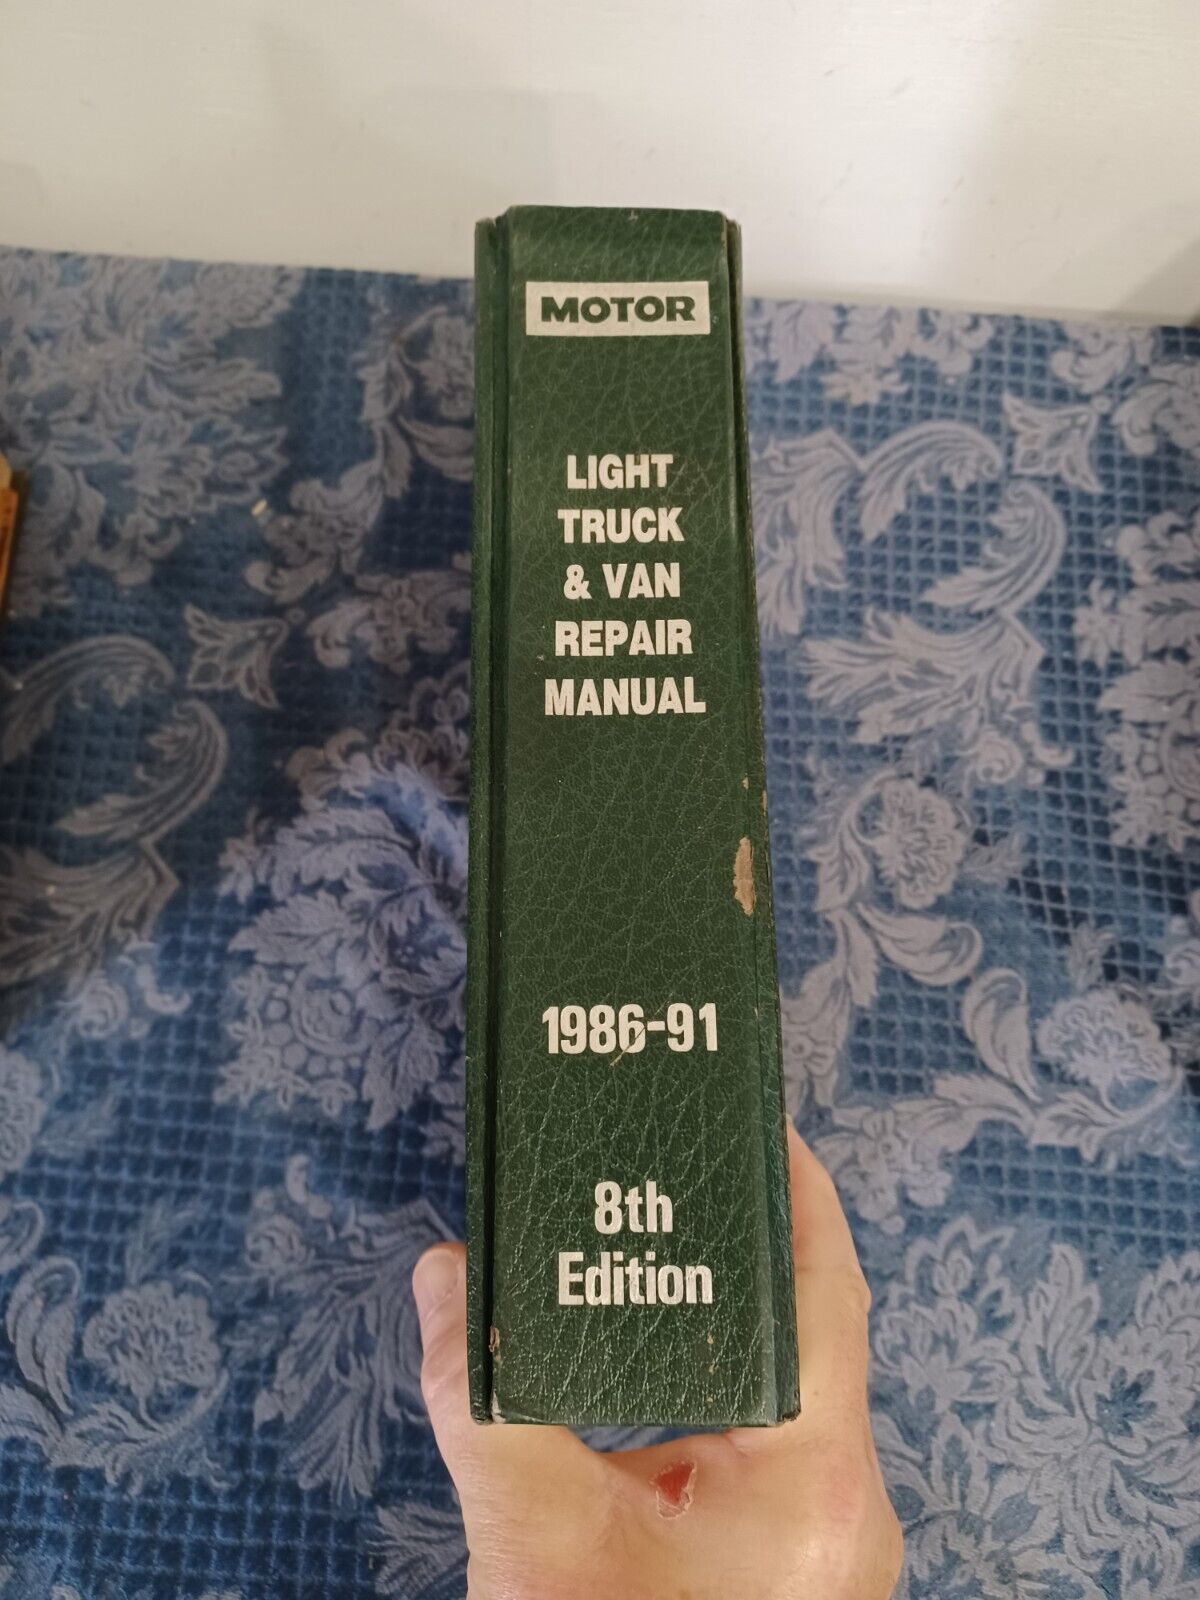 MOTOR
LIGHT
TRUCK
& VAN
REPAIR
MANUAL
1986-91
8th
Edition